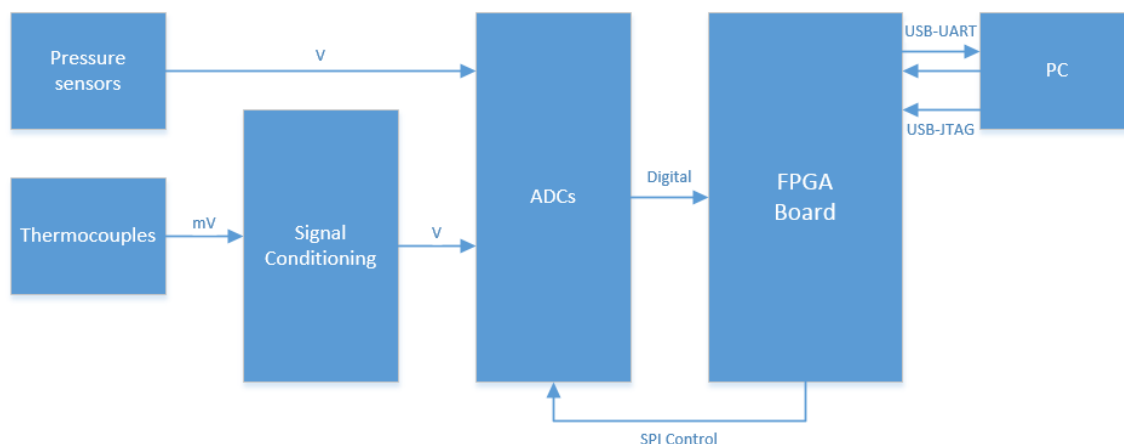 Pressure
sensors
V
USB-UART
PC
USB-JTAG
Thermocouples
mV
Signal
Conditioning
V
ADCs
Digital
FPGA
Board
SPI Control